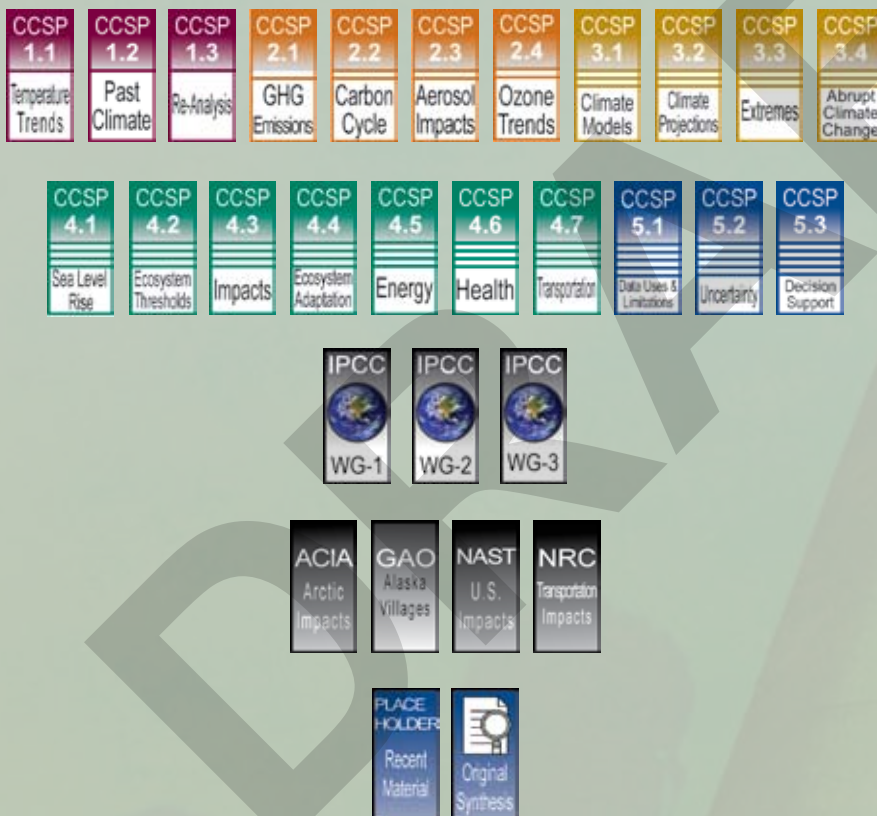 CCSP CCSP CCSP CCSP CCSP CCSP CCSP CCSP CCSP CCSP CCSP
1.1 1.2 1.3 2.1 2.2 2.3 2.4 3.1 3.2 3.3 3.4
Temperature Trends
Past Climate
Re-Analysis
GHG Emissions
Carbon Cycle
Aerosol Impacts
Ozone Trends
Climate Models
Climate Projections
Extremes
Abrupt Climate Change
CCSP CCSP CCSP CCSP CCSP CCSP CCSP CCSP CCSP CCSP
4.1 4.2 4.3 4.4 4.5 4.6 4.7 5.1 5.2 5.3
Sea Level Rise
Ecosystem Thresholds
Impacts
Ecosystem Adaptation
Energy
Health
Transportation
Data Uses & Limitations
Uncertainty
Decision Support
IPCC IPCC IPCC
WG-1 WG-2 WG-3
ACIA GAO NAST NRC
Arctic Impacts
Alaska Villages
U.S. Impacts
Transportation Impacts
PLACE HOLDER
Recent Material
Original Synthesis
DRA